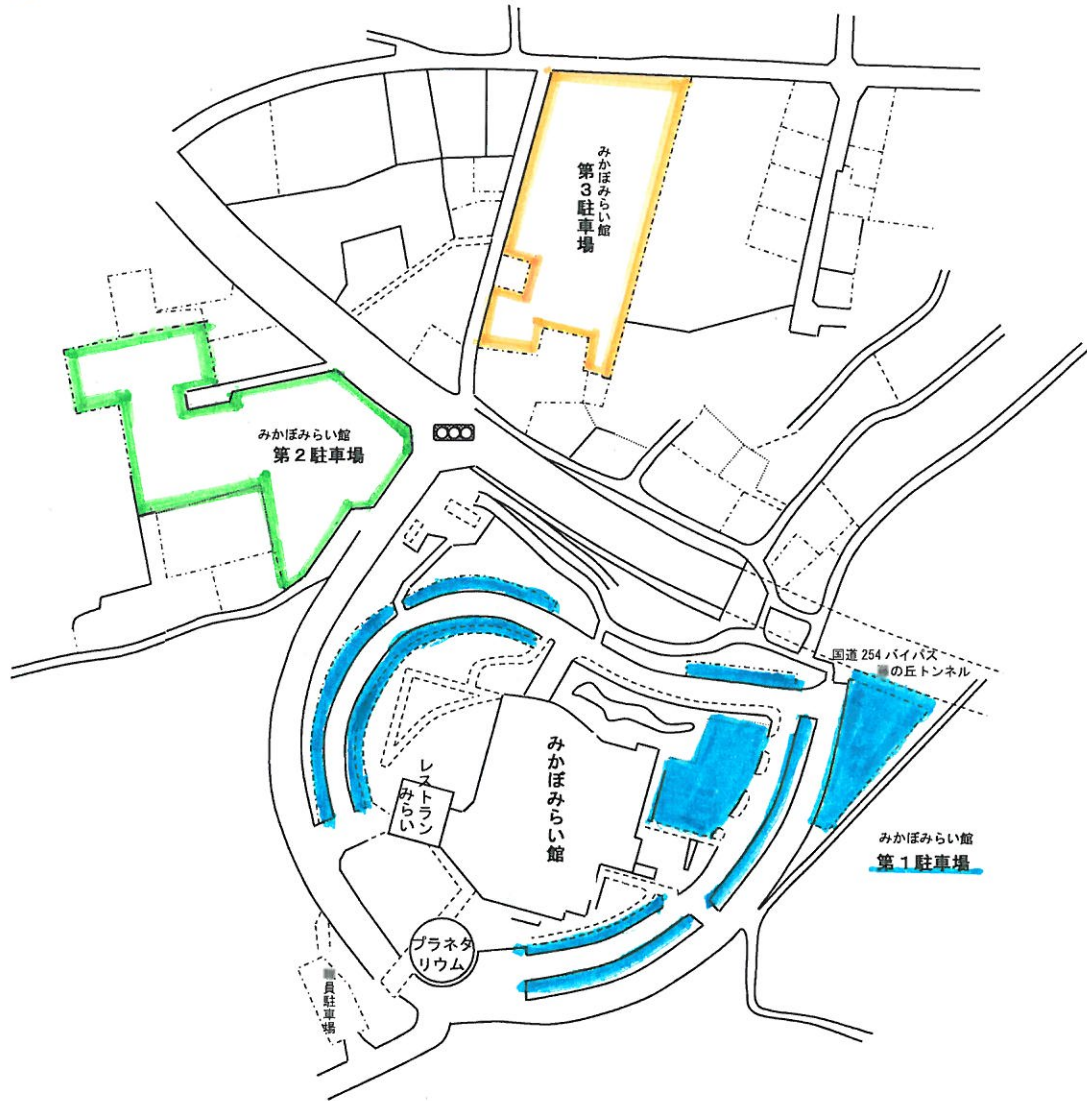 みかぼみらい館
第３駐車場
みかぼみらい館
第２駐車場
国道 254 バイパス
の丘トンネル
みかぼみらい館
レストラン
みらい
みかぼみらい館
第１駐車場
プラネタ
リウム
員駐車場